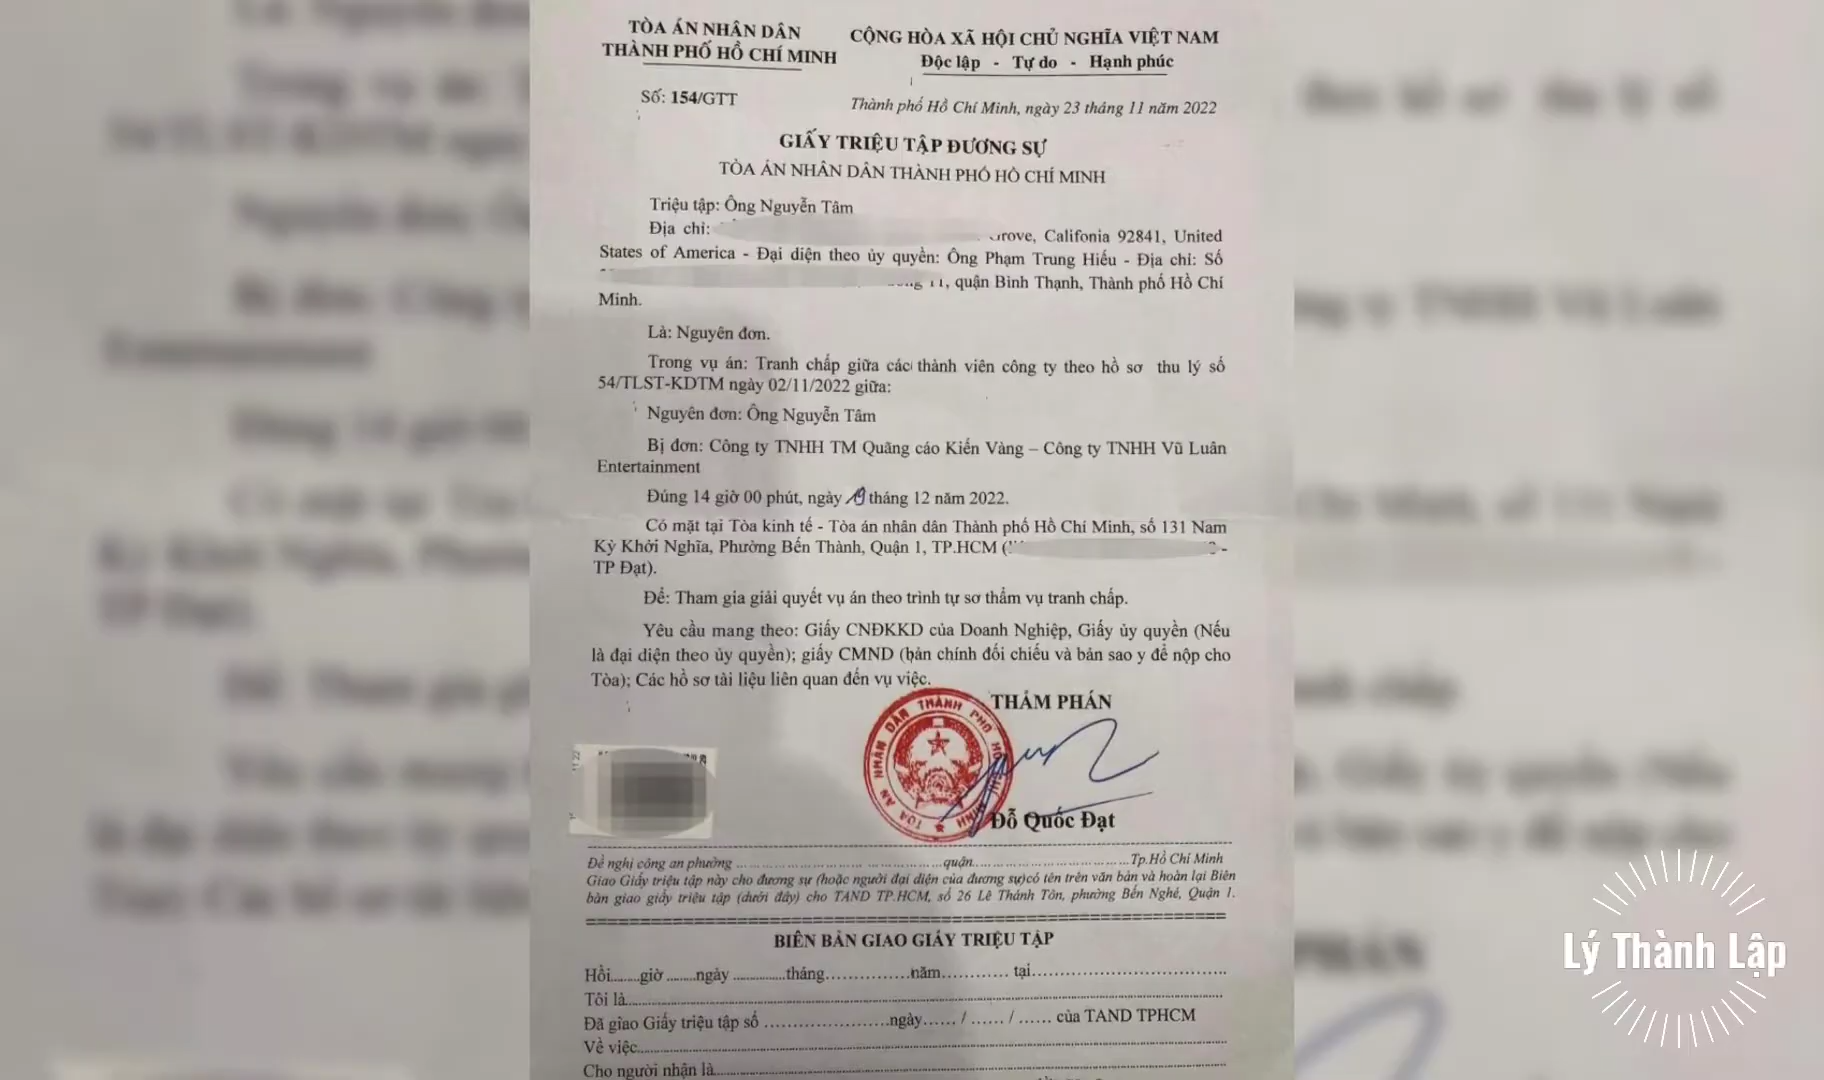 TÒA ÁN NHÂN DÂN
THÀNH PHỐ HỒ CHÍ MINH
CỘNG HÒA XÃ HỘI CHỦ NGHĨA VIỆT NAM
Độc lập - Tự do - Hạnh phúc
Số: 154/GTT
Thành phố Hồ Chí Minh, ngày 23 tháng 11 năm 2022
GIẤY TRIỆU TẬP ĐƯƠNG SỰ
TÒA ÁN NHÂN DÂN THÀNH PHỐ HỒ CHÍ MINH
Triệu tập: Ông Nguyễn Tâm
Địa chỉ: Grove, Califonia 92841, United
States of America - Đại diện theo ủy quyền: Ông Phạm Trung Hiếu - Địa chỉ: Số
11, quận Bình Thạnh, Thành phố Hồ Chí
Minh.
Là: Nguyên đơn.
Trong vụ án: Tranh chấp giữa các thành viên công ty theo hồ sơ thu lý số
54/TLST-KDTM ngày 02/11/2022 giữa:
Nguyên đơn: Ông Nguyễn Tâm
Bị đơn: Công ty TNHH TM Quãng cáo Kiến Vàng – Công ty TNHH Vũ Luân
Entertainment
Đúng 14 giờ 00 phút, ngày 19 tháng 12 năm 2022.
Có mặt tại Tòa kinh tế - Tòa án nhân dân Thành phố Hồ Chí Minh, số 131 Nam
Kỳ Khởi Nghĩa, Phường Bến Thành, Quận 1, TP.HCM ( -
TP Đạt).
Để: Tham gia giải quyết vụ án theo trình tự sơ thẩm vụ tranh chấp.
Yêu cầu mang theo: Giấy CNĐKKD của Doanh Nghiệp, Giấy ủy quyền (Nếu
là đại diện theo ủy quyền); giấy CMND (bản chính đối chiếu và bản sao y để nộp cho
Tòa); Các hồ sơ tài liệu liên quan đến vụ việc.
THẨM PHÁN
TÒA ÁN NHÂN DÂN THÀNH PHỐ HỒ CHÍ MINH
Đỗ Quốc Đạt
Đề nghị công an phường ........................................quận..............................Tp.Hồ Chí Minh
Giao Giấy triệu tập này cho đương sự (hoặc người đại diện của đương sự)có tên trên văn bản và hoàn lại Biên
bản giao giấy triệu tập (dưới đây) cho TAND TP.HCM, số 26 Lê Thánh Tôn, phường Bến Nghé, Quận 1.
BIÊN BẢN GIAO GIẤY TRIỆU TẬP
Hồi.......giờ ........ngày ..............tháng....................năm........... tại..............................................
Tôi là........................................................................
Đã giao Giấy triệu tập số .............................ngày...... / ...... / ...... của TAND TPHCM
Về việc........................................................................
Cho người nhận là........................................................................
Lý Thành Lập